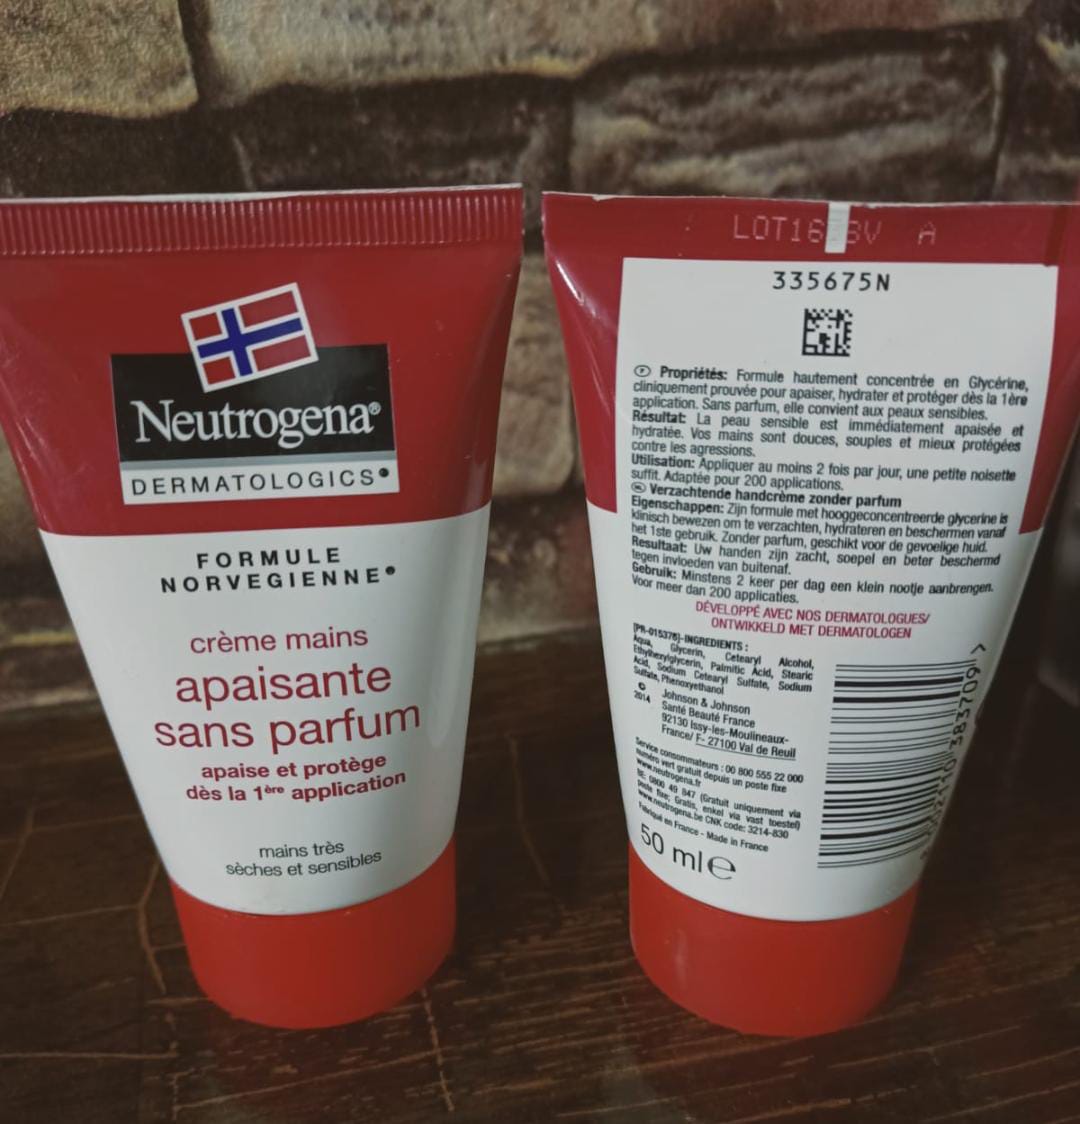 Neutrogena®
DERMATOLOGICS®
FORMULE
NORVEGIENNE®
crème mains
apaisante
sans parfum
apaise et protège
dès la 1ère application
mains très
sèches et sensibles
LOT16 3V A
335675N
Ⓕ Propriétés: Formule hautement concentrée en Glycérine,
cliniquement prouvée pour apaiser, hydrater et protéger dès la 1ère
application. Sans parfum, elle convient aux peaux sensibles.
Résultat: La peau sensible est immédiatement apaisée et
hydratée. Vos mains sont douces, souples et mieux protégées
contre les agressions.
Utilisation: Appliquer au moins 2 fois par jour, une petite noisette
suffit. Adaptée pour 200 applications.
Verzachtende handcrème zonder parfum
Eigenschappen: Zijn formule met hooggeconcentreerde glycerine is
klinisch bewezen om te verzachten, hydrateren en beschermen vanaf
het 1ste gebruik. Zonder parfum, geschikt voor de gevoelige huid.
Resultaat: Uw handen zijn zacht, soepel en beter beschermd
tegen invloeden van buitenaf.
Gebruik: Minstens 2 keer per dag een klein nootje aanbrengen.
Voor meer dan 200 applicaties.
DÉVELOPPÉ AVEC NOS DERMATOLOGUES/
ONTWIKKELD MET DERMATOLOGEN
[PR-015376]-INGREDIENTS :
Aqua, Glycerin, Cetearyl Alcohol,
Ethylhexylglycerin, Palmitic Acid, Stearic
Acid, Sodium Cetearyl Sulfate, Sodium
Sulfate, Phenoxyethanol
© 2014 Johnson & Johnson
Santé Beauté France
92130 Issy-les-Moulineaux-
France/ F- 27100 Val de Reuil
Service consommateurs : 00 800 555 22 000
numéro vert gratuit depuis un poste fixe
www.neutrogena.fr
BE: 0800 49 847 (Gratuit uniquement via
poste fixe; Gratis, enkel via vast toestel)
www.neutrogena.be CNK code: 3214-830
Fabriqué en France - Made in France
50 ml℮
383709 >